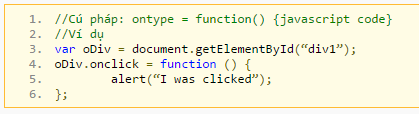 1. //Cú pháp: ontype = function() {javascript code}
2. //Ví dụ
3. var oDiv = document.getElementById(“div1”);
4. oDiv.onclick = function () {
5. alert(“I was clicked”);
6. };